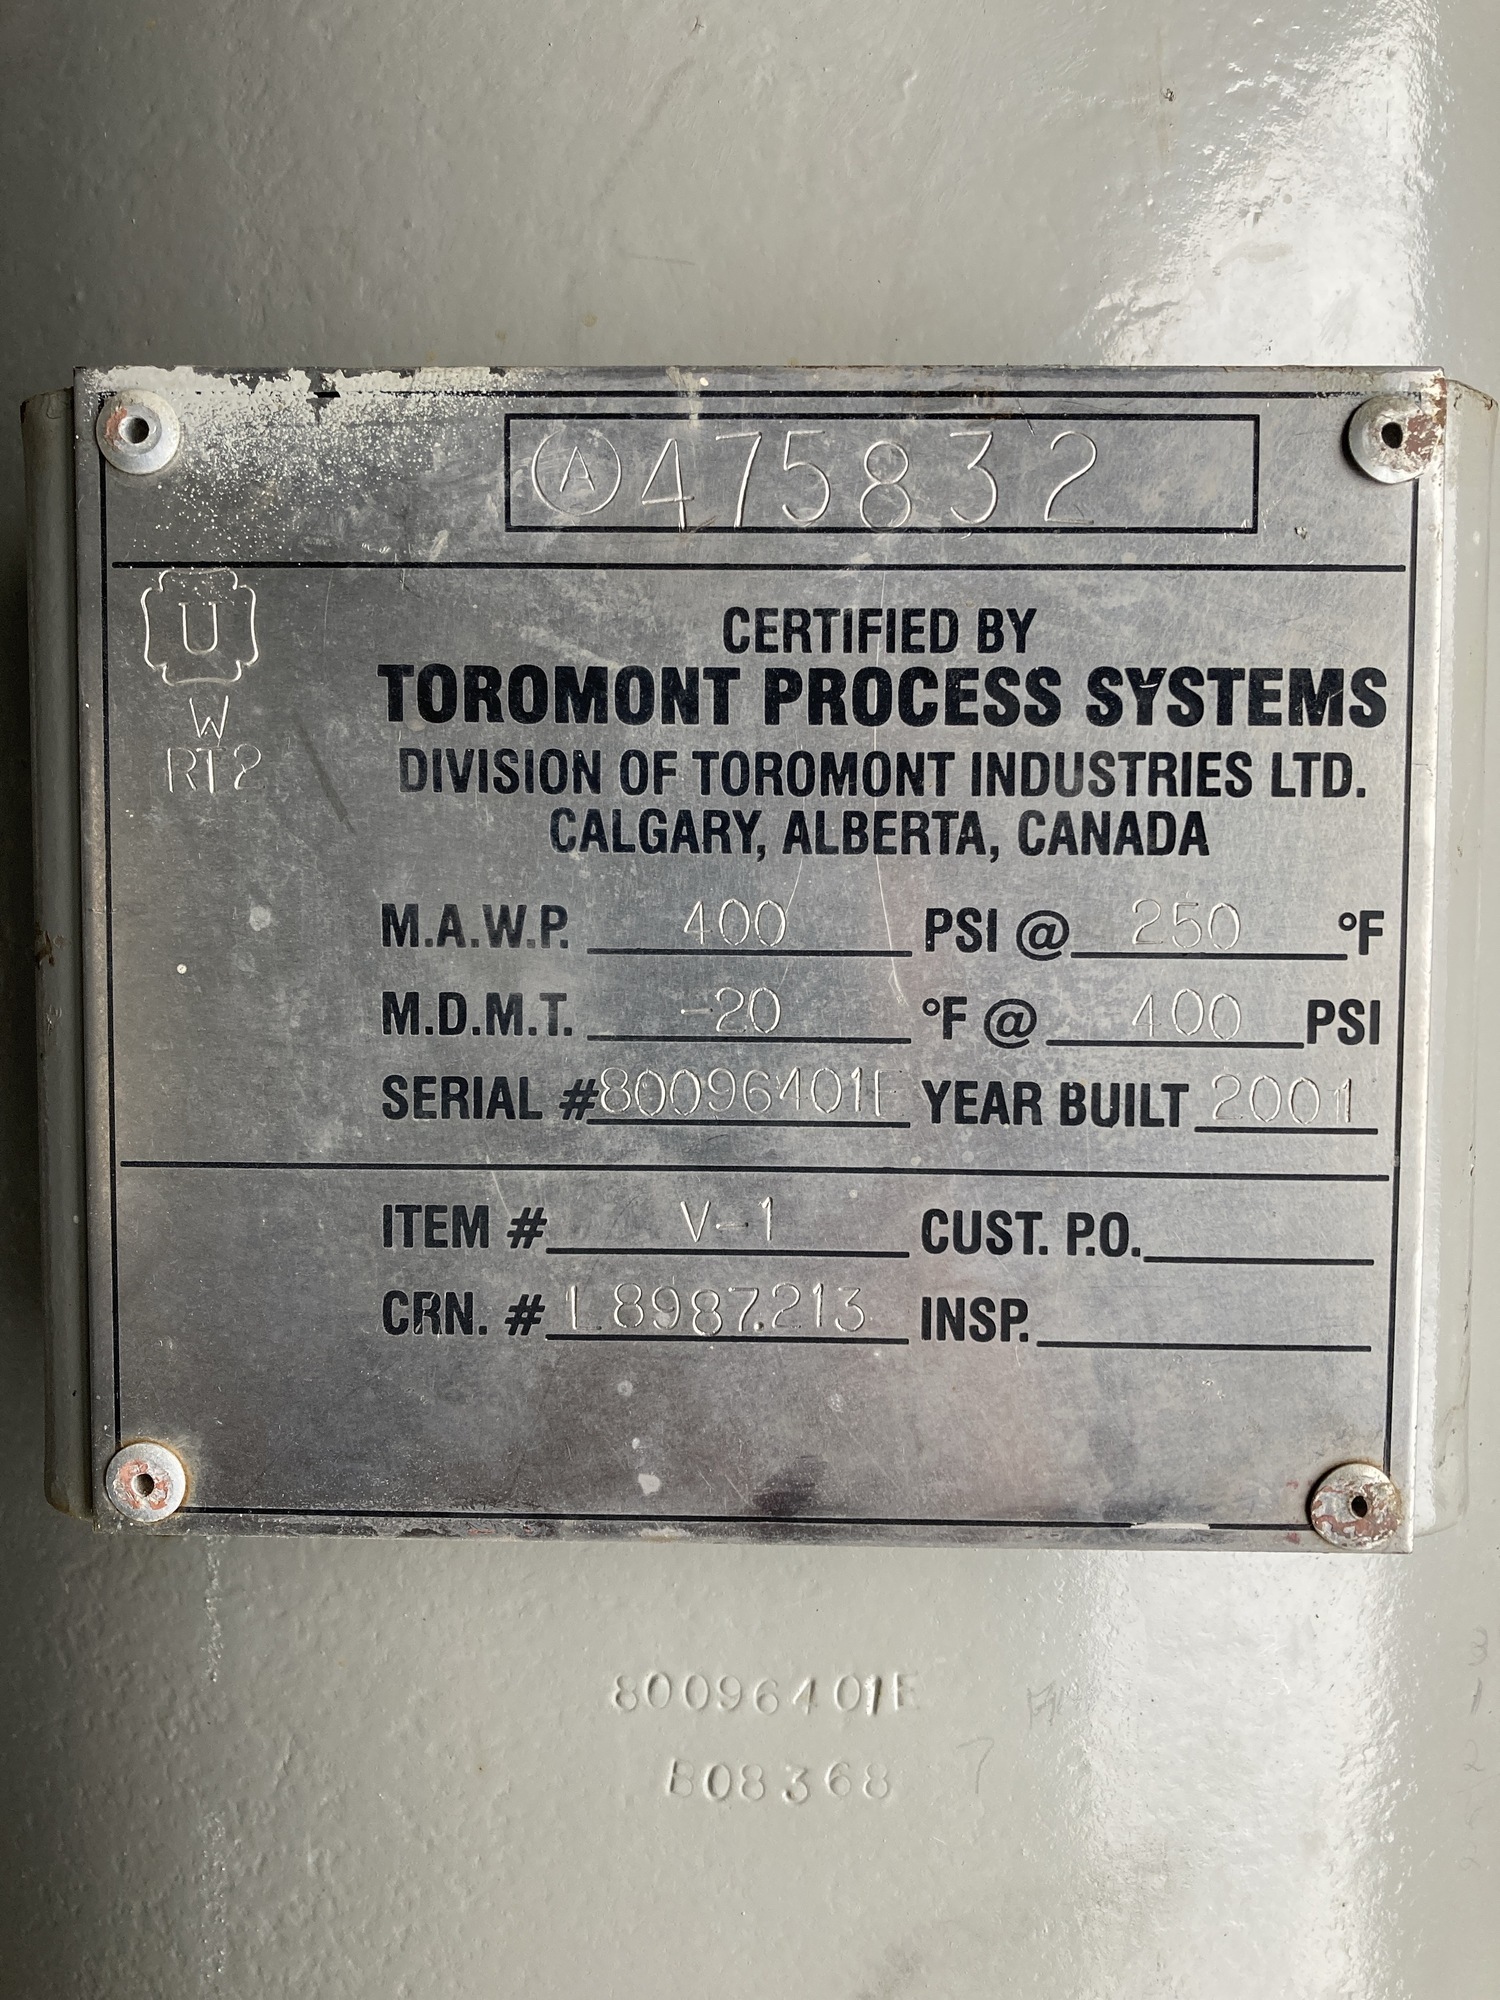 Ⓐ475832
U
W
RT2
CERTIFIED BY
TOROMONT PROCESS SYSTEMS
DIVISION OF TOROMONT INDUSTRIES LTD.
CALGARY, ALBERTA, CANADA
M.A.W.P. 400 PSI @ 250 °F
M.D.M.T. -20 °F @ 400 PSI
SERIAL # 80096401E YEAR BUILT 2001
ITEM # V-1 CUST. P.O.
CRN. # L8987.213 INSP.
80096401E
B08368